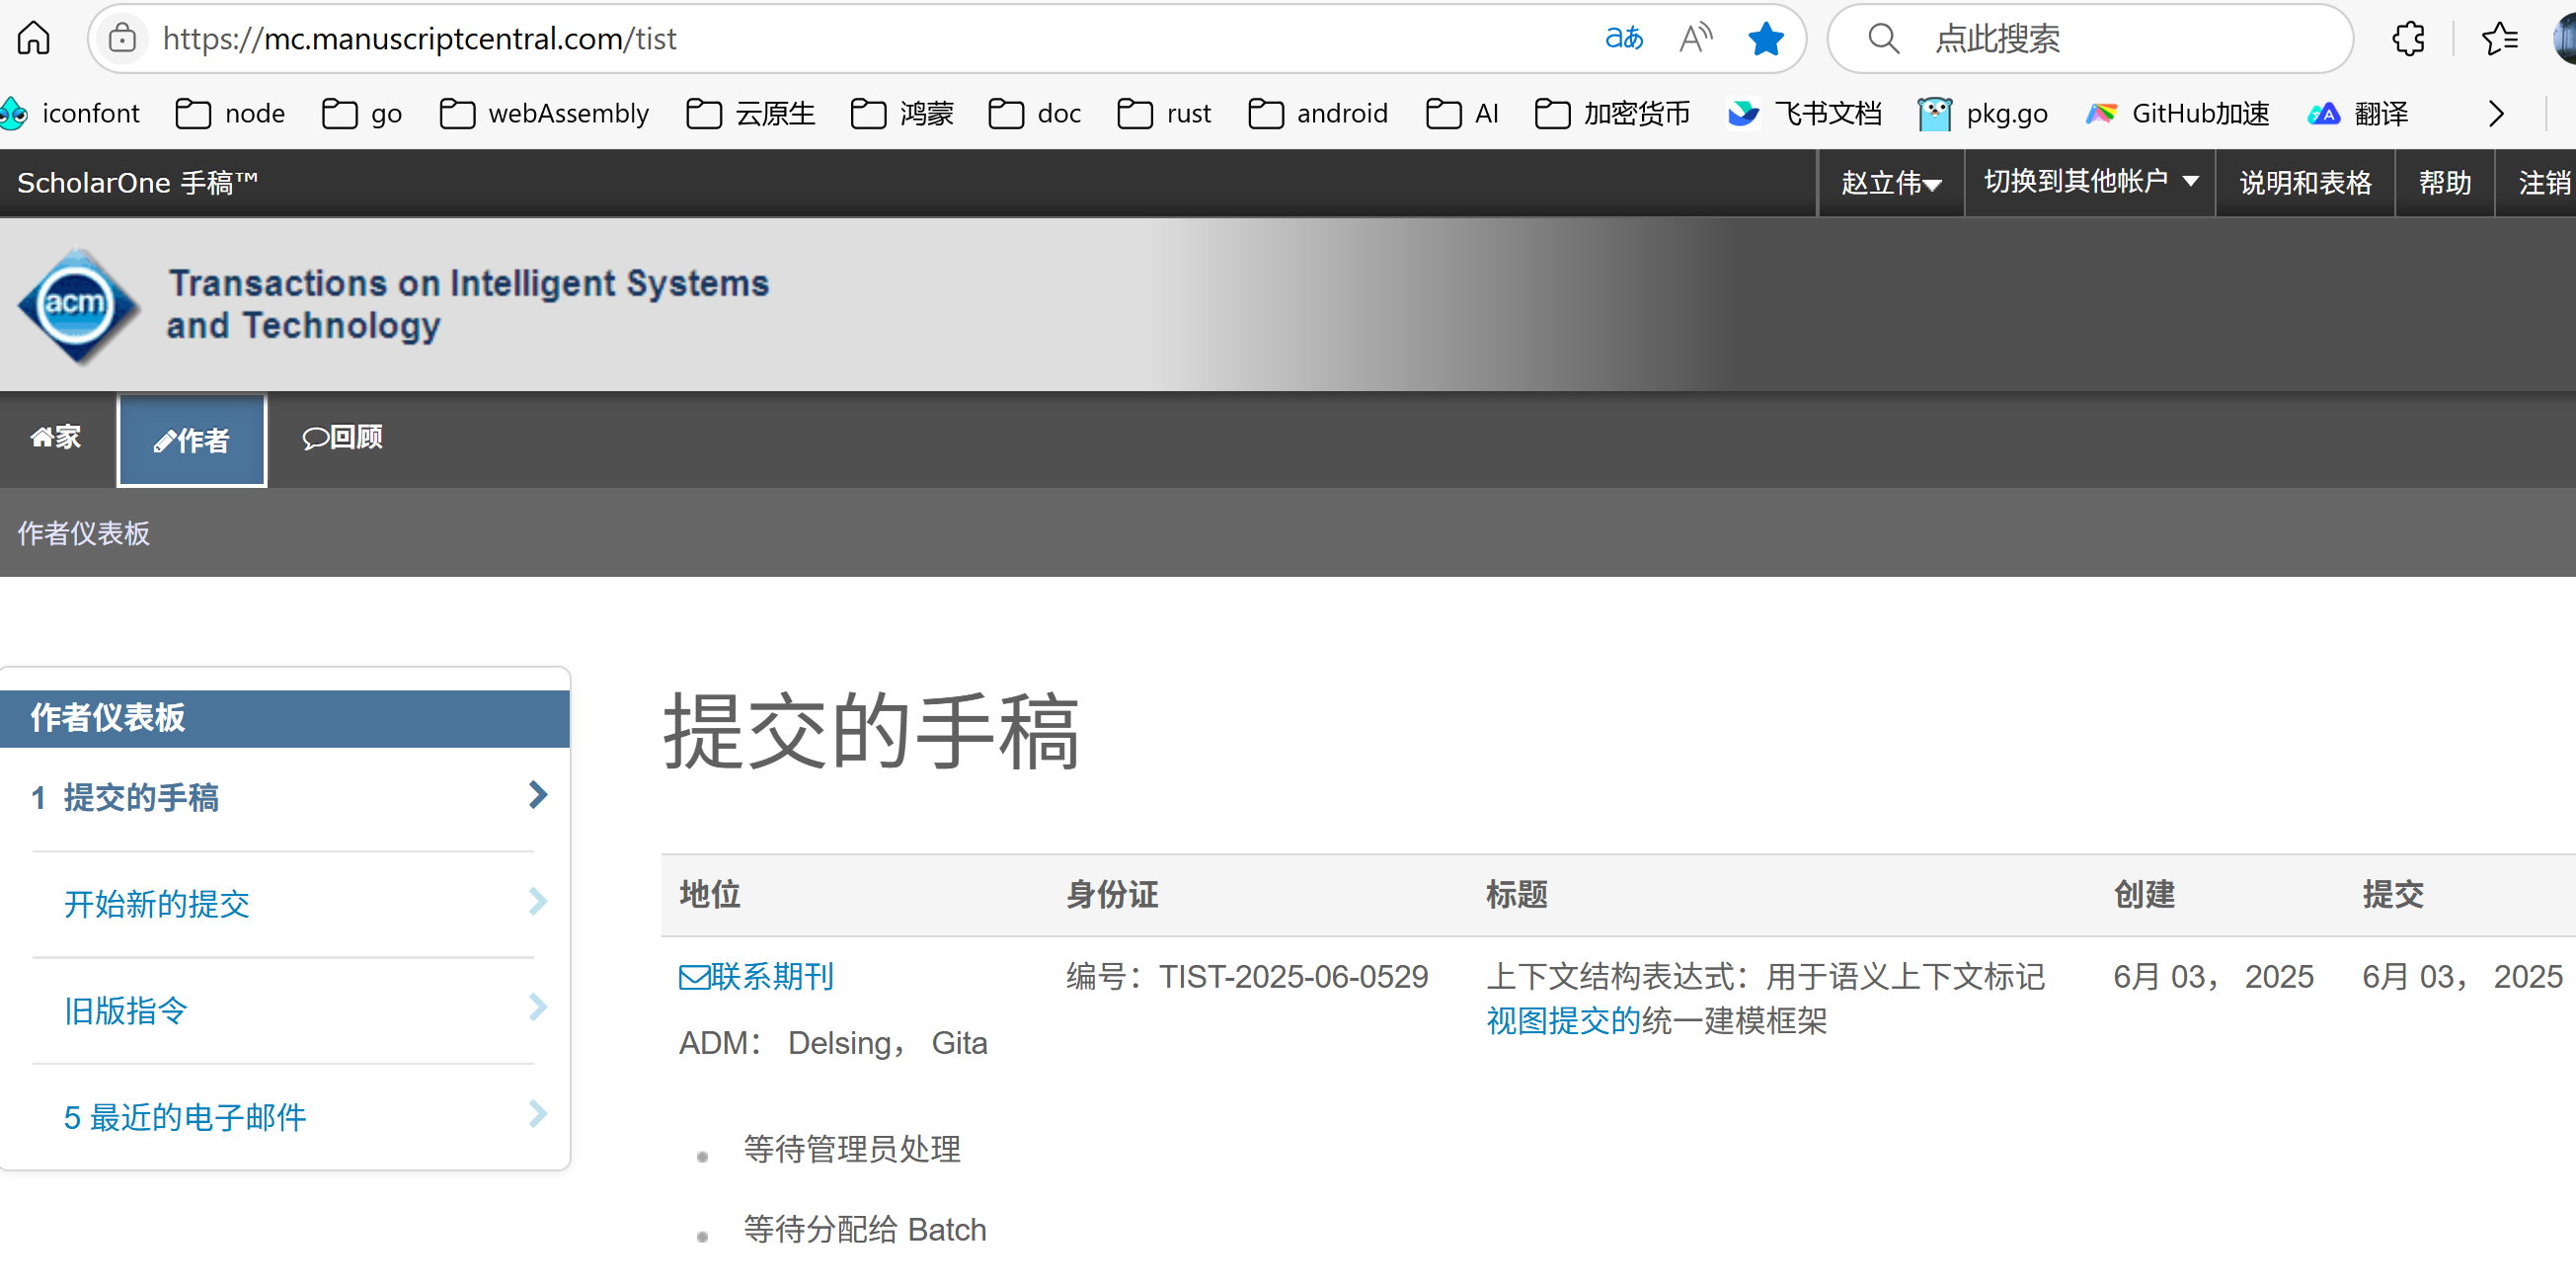 https://mc.manuscriptcentral.com/tist
aあ
A
点此搜索
iconfont
node
go
webAssembly
云原生
鸿蒙
doc
rust
android
AI
加密货币
飞书文档
pkg.go
GitHub加速
翻译
ScholarOne 手稿™
赵立伟
切换到其他帐户
说明和表格
帮助
注销
acm
Transactions on Intelligent Systems
and Technology
家
作者
回顾
作者仪表板
作者仪表板
1 提交的手稿
开始新的提交
旧版指令
5 最近的电子邮件
提交的手稿
地位 身份证 标题 创建 提交
联系期刊 编号：TIST-2025-06-0529 上下文结构表达式：用于语义上下文标记 6月 03， 2025 6月 03， 2025
视图提交的统一建模框架
ADM： Delsing， Gita
等待管理员处理
等待分配给 Batch